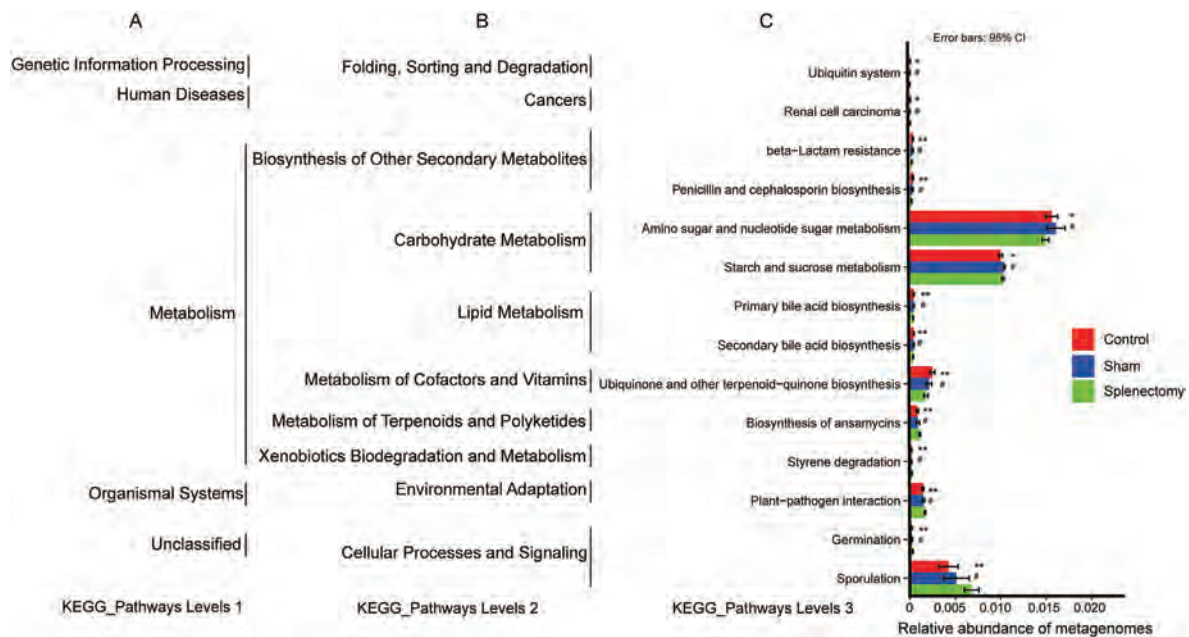 A
B
C
Error bars: 95% CI
Genetic Information Processing
Human Diseases
Metabolism
Organismal Systems
Unclassified
KEGG_Pathways Levels 1
Folding, Sorting and Degradation
Cancers
Biosynthesis of Other Secondary Metabolites
Carbohydrate Metabolism
Lipid Metabolism
Metabolism of Cofactors and Vitamins
Metabolism of Terpenoids and Polyketides
Xenobiotics Biodegradation and Metabolism
Environmental Adaptation
Cellular Processes and Signaling
KEGG_Pathways Levels 2
Ubiquitin system
Renal cell carcinoma
beta-Lactam resistance
Penicillin and cephalosporin biosynthesis
Amino sugar and nucleotide sugar metabolism
Starch and sucrose metabolism
Primary bile acid biosynthesis
Secondary bile acid biosynthesis
Ubiquinone and other terpenoid-quinone biosynthesis
Biosynthesis of ansamycins
Styrene degradation
Plant-pathogen interaction
Germination
Sporulation
KEGG_Pathways Levels 3
0 0.005 0.010 0.015 0.020
Relative abundance of metagenomes
Control
Sham
Splenectomy